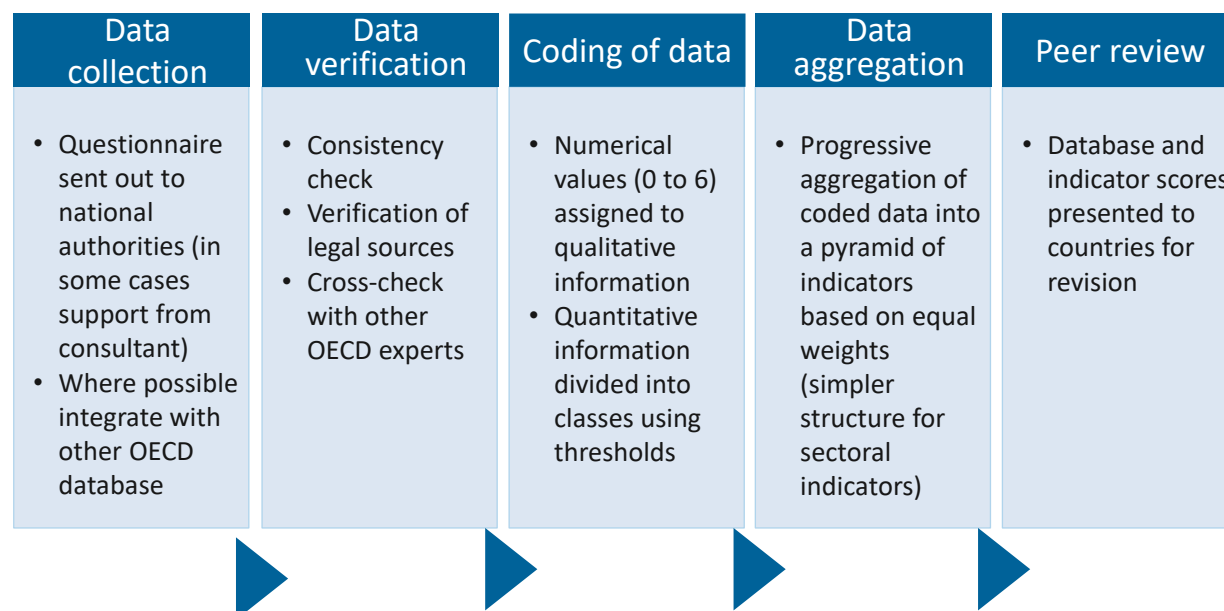 Data
collection
• Questionnaire
sent out to
national
authorities (in
some cases
support from
consultant)
• Where possible
integrate with
other OECD
database
Data
verification
• Consistency
check
• Verification of
legal sources
• Cross-check
with other
OECD experts
Coding of data
• Numerical
values (0 to 6)
assigned to
qualitative
information
• Quantitative
information
divided into
classes using
thresholds
Data
aggregation
• Progressive
aggregation of
coded data into
a pyramid of
indicators
based on equal
weights
(simpler
structure for
sectoral
indicators)
Peer review
• Database and
indicator scores
presented to
countries for
revision